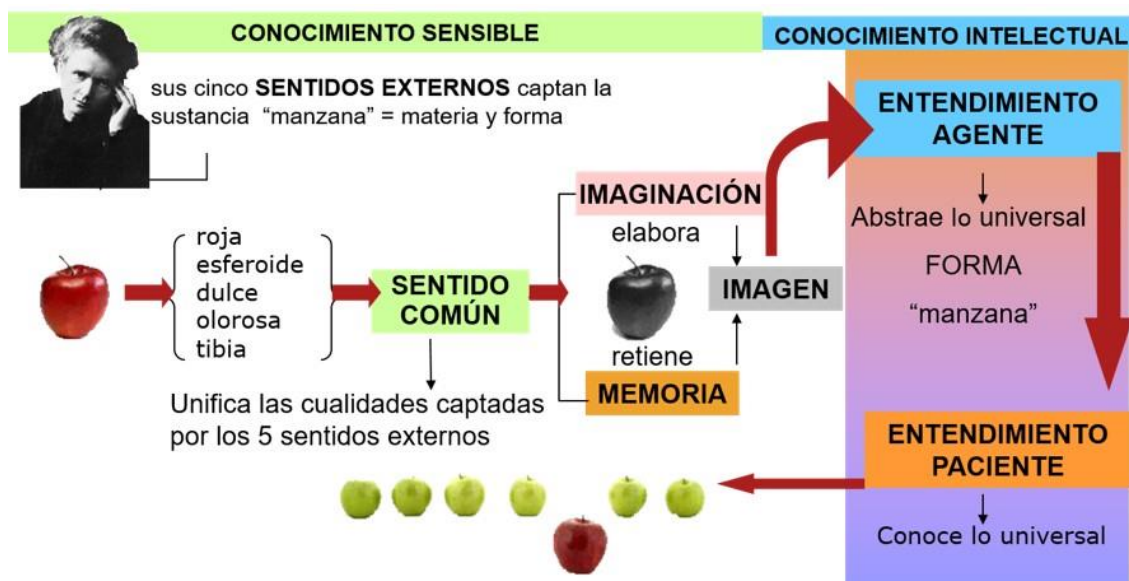 CONOCIMIENTO SENSIBLE
CONOCIMIENTO INTELECTUAL
sus cinco SENTIDOS EXTERNOS captan la
sustancia “manzana” = materia y forma
roja
esferoide
dulce
olorosa
tibia
SENTIDO
COMÚN
Unifica las cualidades captadas
por los 5 sentidos externos
IMAGINACIÓN
elabora
IMAGEN
retiene
MEMORIA
ENTENDIMIENTO
AGENTE
Abstrae lo universal
FORMA
“manzana”
ENTENDIMIENTO
PACIENTE
Conoce lo universal